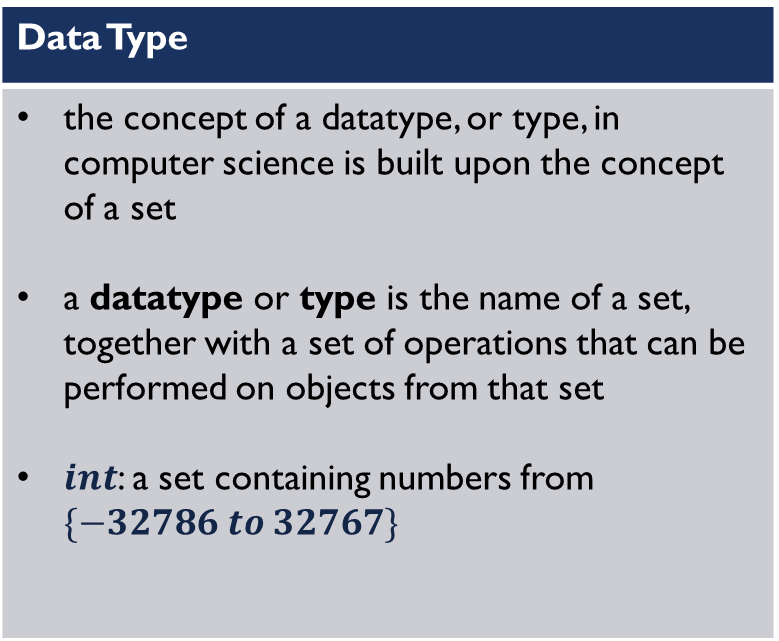 Data Type
• the concept of a datatype, or type, in
computer science is built upon the concept
of a set
• a datatype or type is the name of a set,
together with a set of operations that can be
performed on objects from that set
• int: a set containing numbers from
{−32786 to 32767}